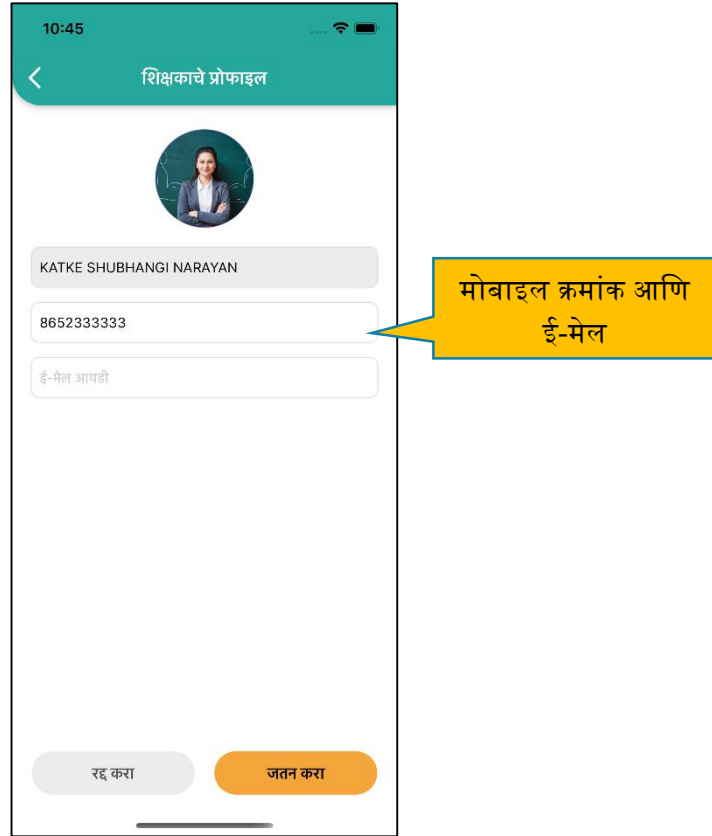 10:45
शिक्षकाचे प्रोफाइल
KATKE SHUBHANGI NARAYAN
8652333333
मोबाइल क्रमांक आणि
ई-मेल
ई-मेल आयडी
रद्द करा
जतन करा